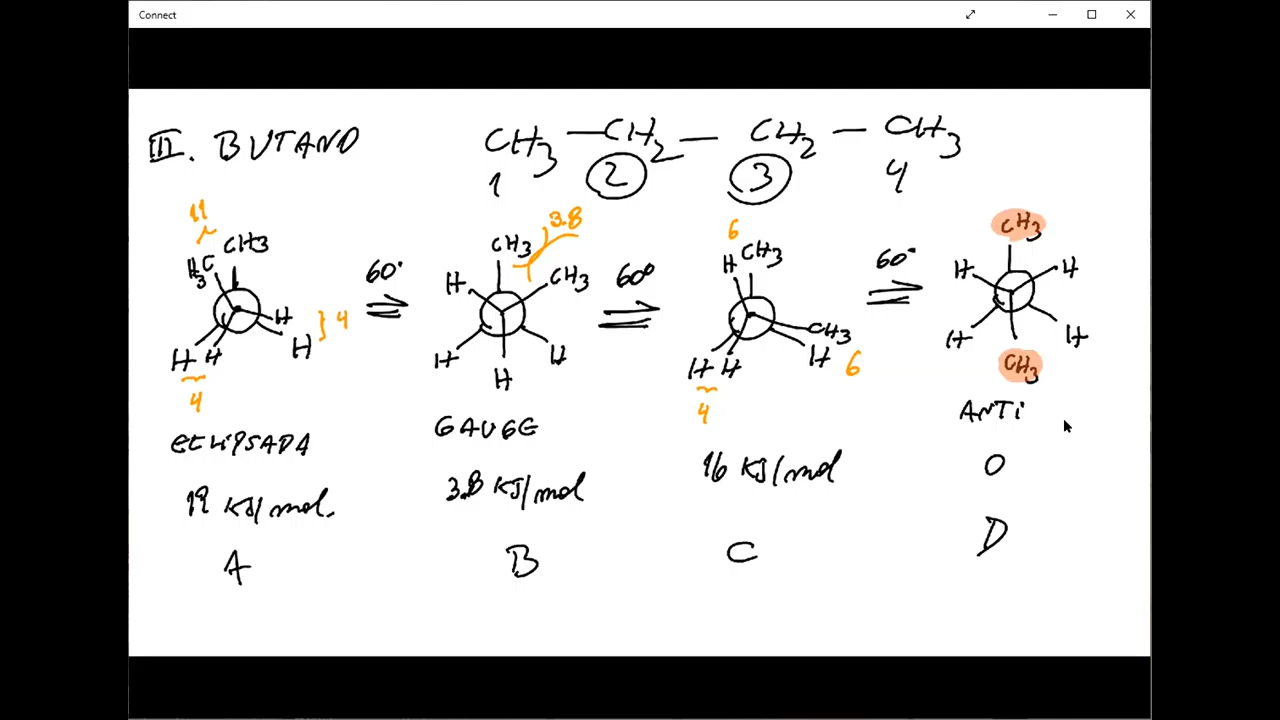 Connect
III. BUTANO
CH3 — CH2 — CH2 — CH3
1 2 3 4
11
CH3
H3C
H
H
4
H H
4
ECLIPSADA
19 KJ/mol.
A
60°
3.8
CH3
H CH3
H H
H
GAUGE
3.8 KJ/mol
B
60°
6
H CH3
CH3
H 6
H H
4
16 KJ/mol
C
60°
CH3
H H
H H
CH3
ANTi
0
D